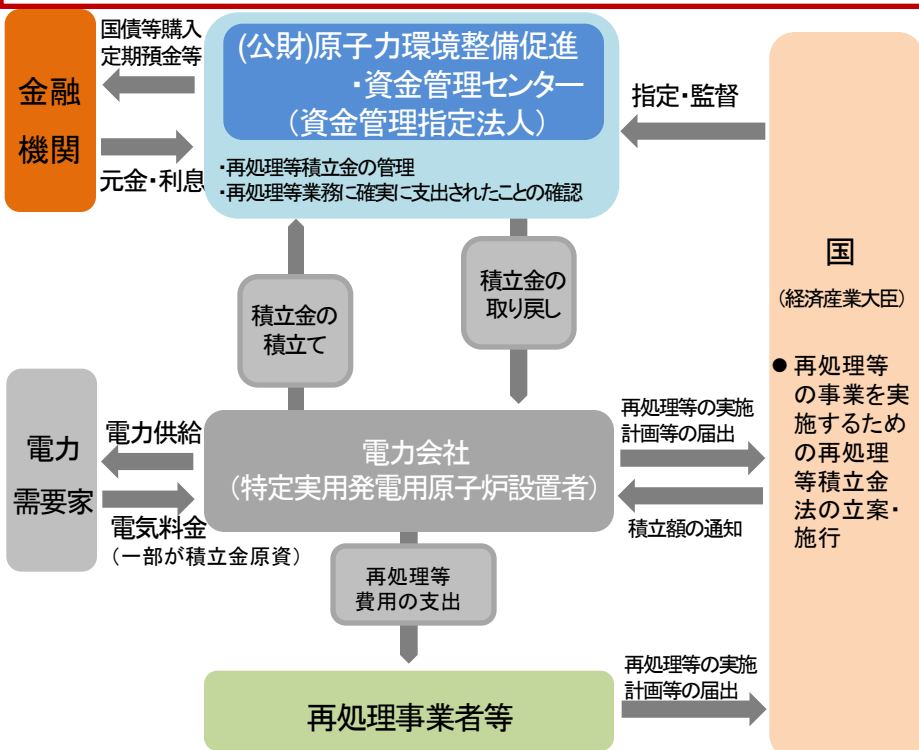 国債等購入
定期預金等
金融
機関
元金・利息
(公財)原子力環境整備促進
・資金管理センター
(資金管理指定法人)
・再処理等積立金の管理
・再処理等業務に確実に支出されたことの確認
指定・監督
国
(経済産業大臣)
● 再処理等
の事業を実
施するため
の再処理
等積立金
法の立案・
施行
積立金の
積立て
積立金の
取り戻し
電力
需要家
電力供給
電気料金
(一部が積立金原資)
電力会社
(特定実用発電用原子炉設置者)
再処理等の実施
計画等の届出
積立額の通知
再処理等
費用の支出
再処理事業者等
再処理等の実施
計画等の届出